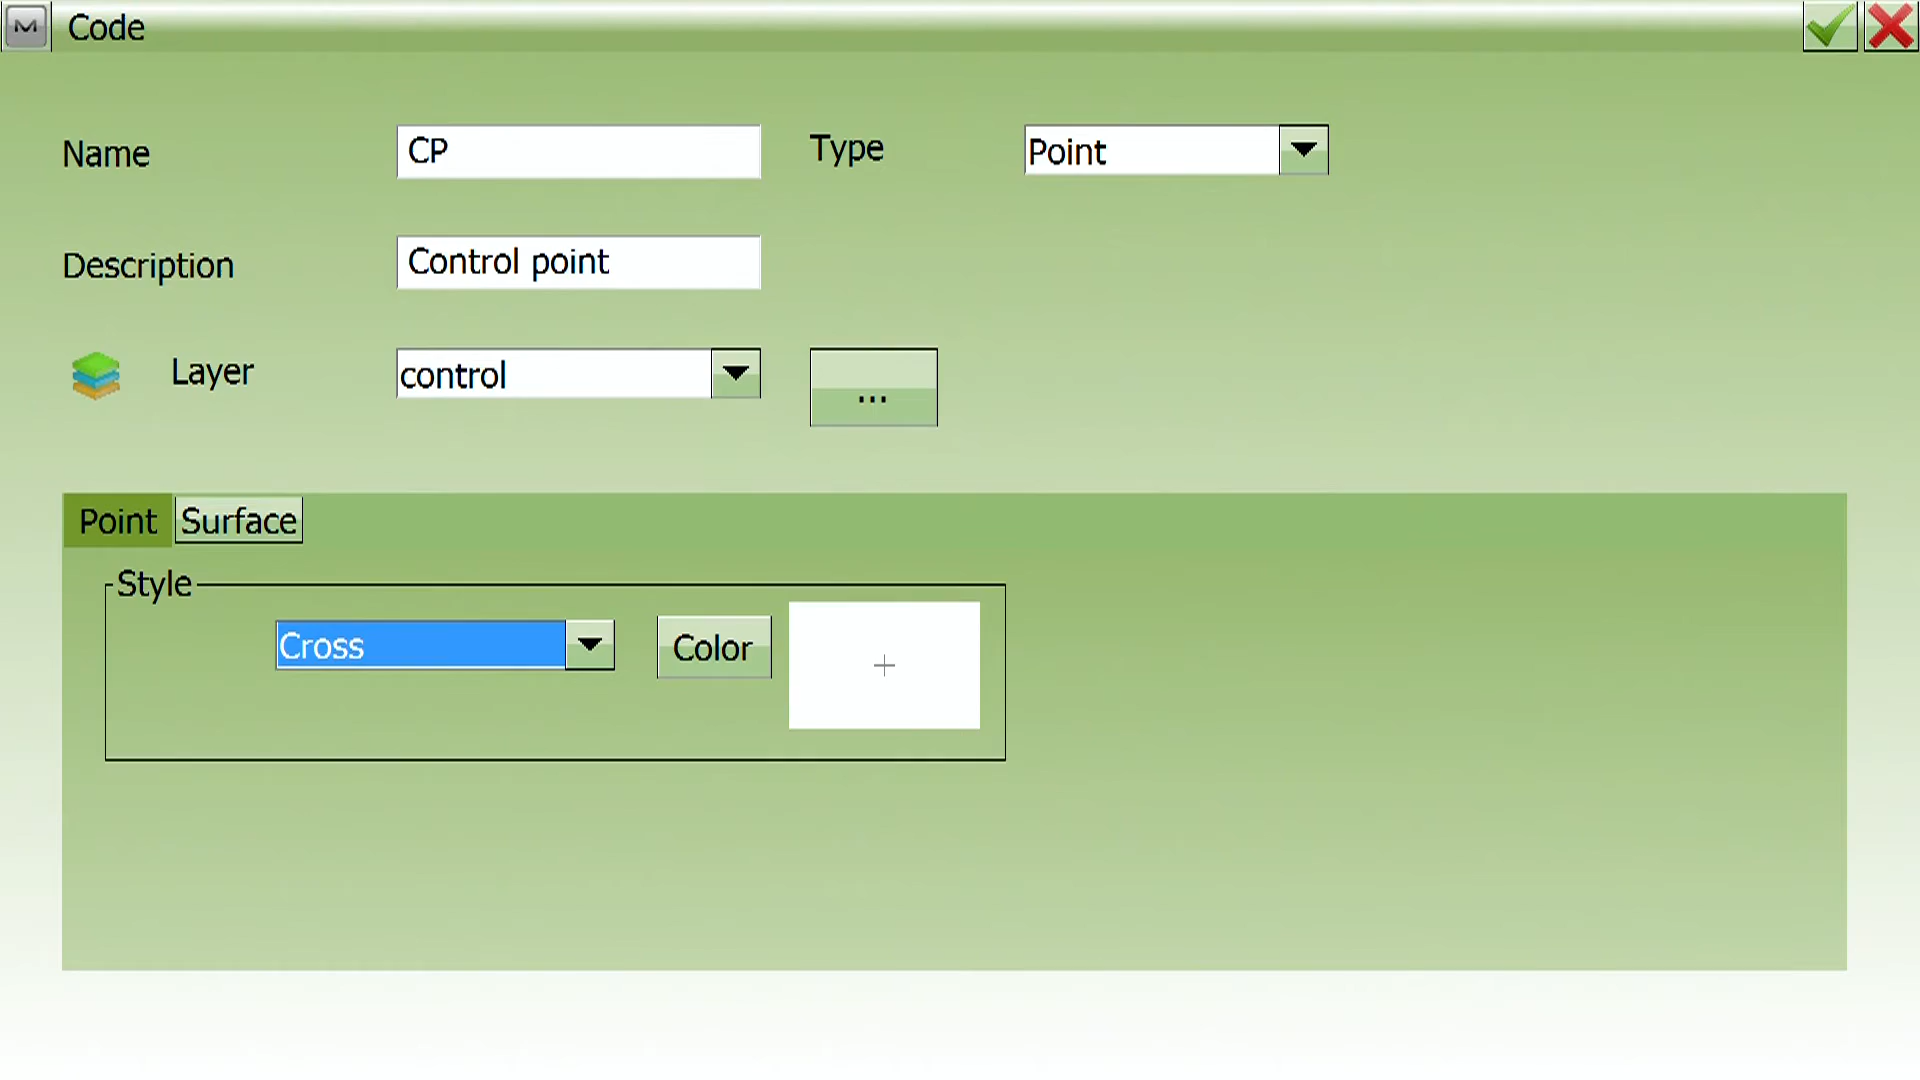 Code
Name
CP
Type
Point
Description
Control point
Layer
control
...
Point
Surface
Style
Cross
Color